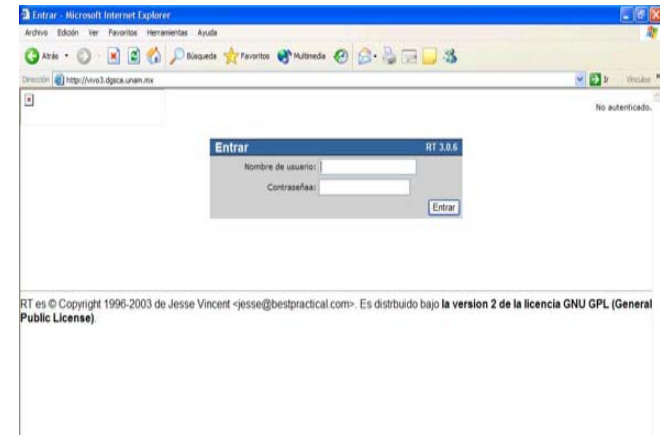 Entrar - Microsoft Internet Explorer
Archivo Edición Ver Favoritos Herramientas Ayuda
Atrás Búsqueda Favoritos Multimedia
Dirección http://vivo3.dgsca.unam.mx Ir Vínculos
No autenticado.
Entrar RT 3.0.6
Nombre de usuario:
Contraseñaa:
Entrar
RT es © Copyright 1996-2003 de Jesse Vincent <jesse@bestpractical.com>. Es distrbuido bajo la version 2 de la licencia GNU GPL (General
Public License).